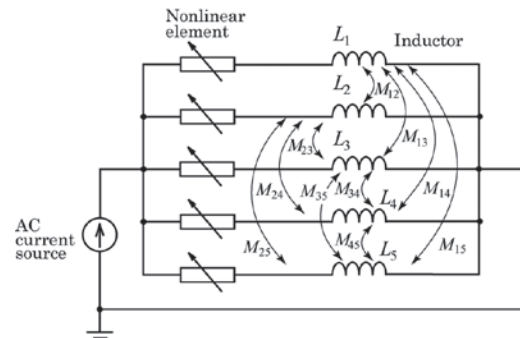 Nonlinear
element
L1
Inductor
L2
M12
M23
L3
M13
M24
M35
M34
L4
M14
AC
current
source
M25
M45
L5
M15